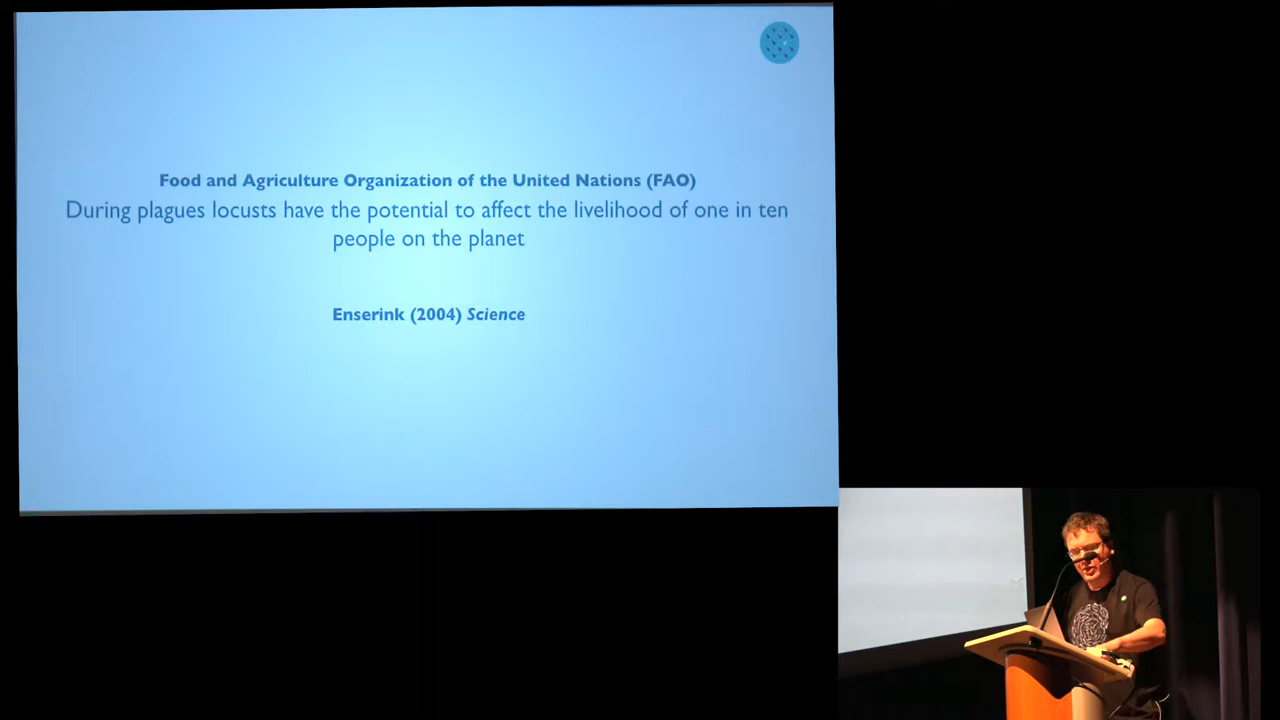 Food and Agriculture Organization of the United Nations (FAO)
During plagues locusts have the potential to affect the livelihood of one in ten
people on the planet
Enserink (2004) Science